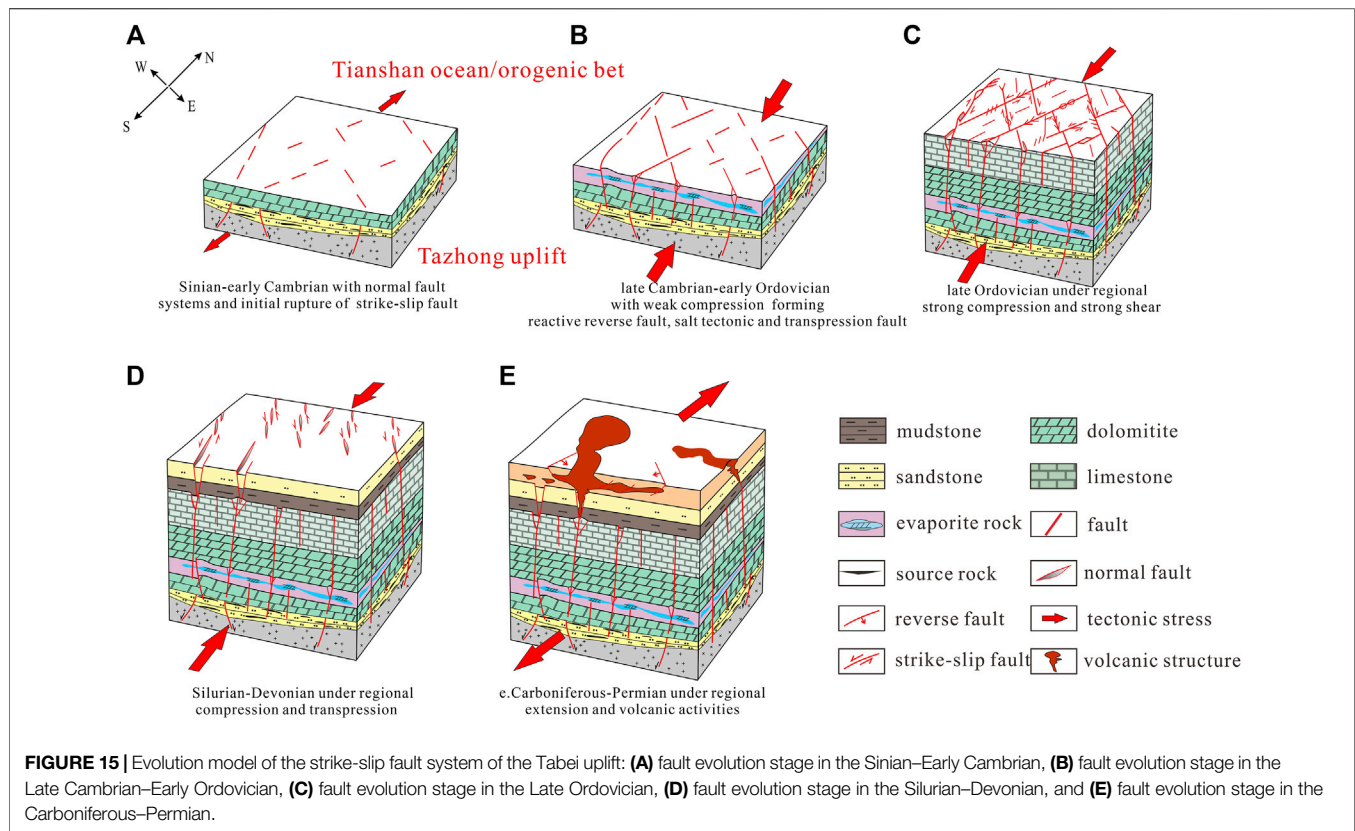 A
B
C
N
W
E
S
Tianshan ocean/orogenic bet
Tazhong uplift
Sinian-early Cambrian with normal fault
systems and initial rupture of strike-slip fault
late Cambrian-early Ordovician
with weak compression forming
reactive reverse fault, salt tectonic and transpression fault
late Ordovician under regional
strong compression and strong shear
D
E
Silurian-Devonian under regional
compression and transpression
e.Carboniferous-Permian under regional
extension and volcanic activities
mudstone
dolomitite
sandstone
limestone
evaporite rock
fault
source rock
normal fault
reverse fault
tectonic stress
strike-slip fault
volcanic structure
FIGURE 15 | Evolution model of the strike-slip fault system of the Tabei uplift: (A) fault evolution stage in the Sinian–Early Cambrian, (B) fault evolution stage in the
Late Cambrian–Early Ordovician, (C) fault evolution stage in the Late Ordovician, (D) fault evolution stage in the Silurian–Devonian, and (E) fault evolution stage in the
Carboniferous–Permian.